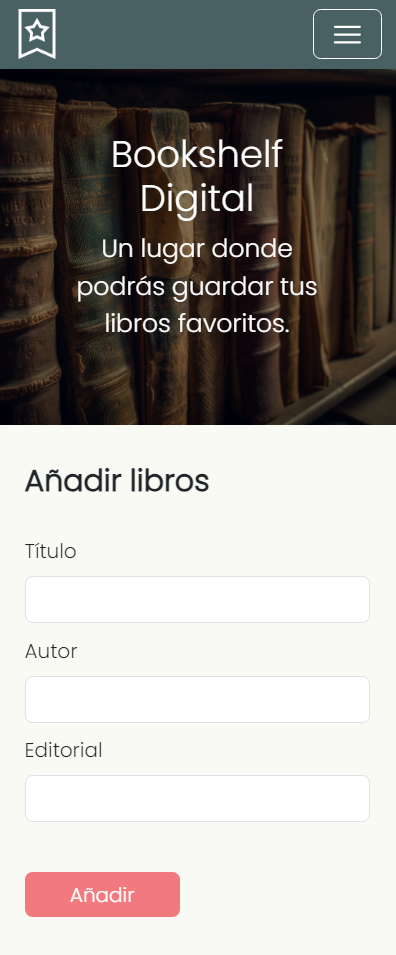 Bookshelf
Digital
Un lugar donde
podrás guardar tus
libros favoritos.
Añadir libros
Título
Autor
Editorial
Añadir